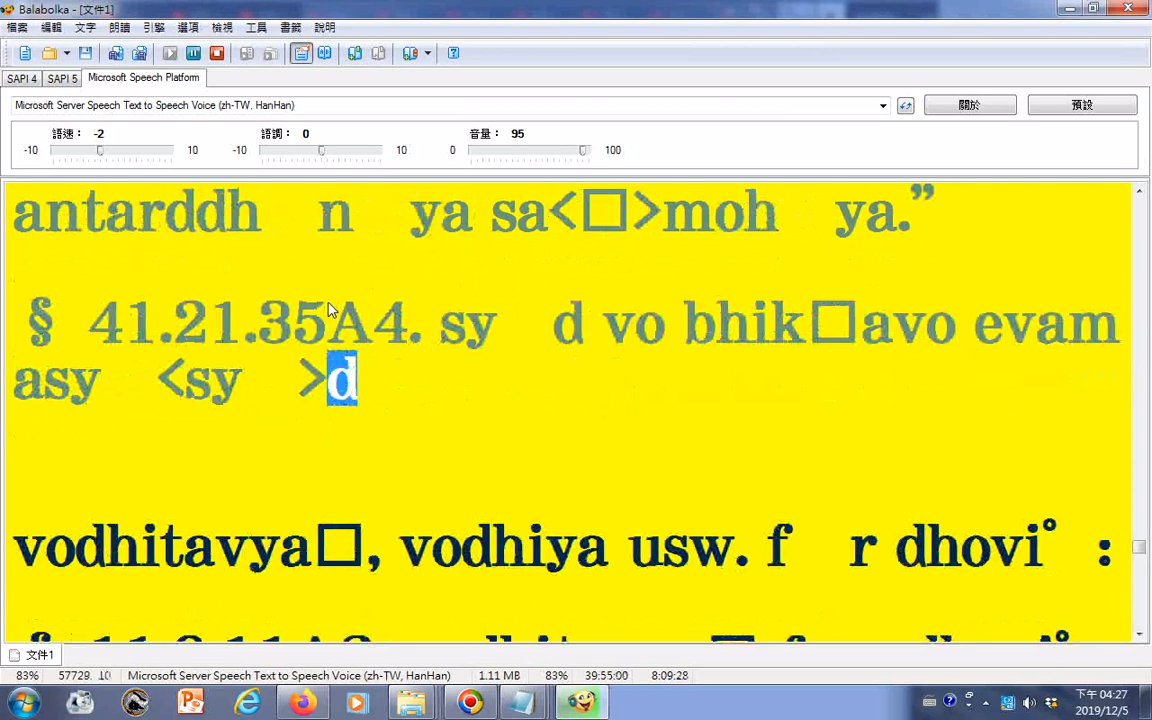 Balabolka - [文件1]
檔案 編輯 文字 朗讀 引擎 選項 檢視 工具 書籤 說明
SAPI 4 SAPI 5 Microsoft Speech Platform
Microsoft Server Speech Text to Speech Voice (zh-TW, HanHan) 關於 預設
語速： -2 語調： 0 音量： 95
-10 10 -10 10 0 100
antarddh n ya sa<□>moh ya.”
§ 41.21.35A4. sy d vo bhik□avo evam
asy <sy >d
vodhitavya□, vodhiya usw. f r dhovi° :
文件1
83% 57729. 10 Microsoft Server Speech Text to Speech Voice (zh-TW, HanHan) 1.11 MB 83% 39:55:00 8:09:28
下午 04:27
2019/12/5